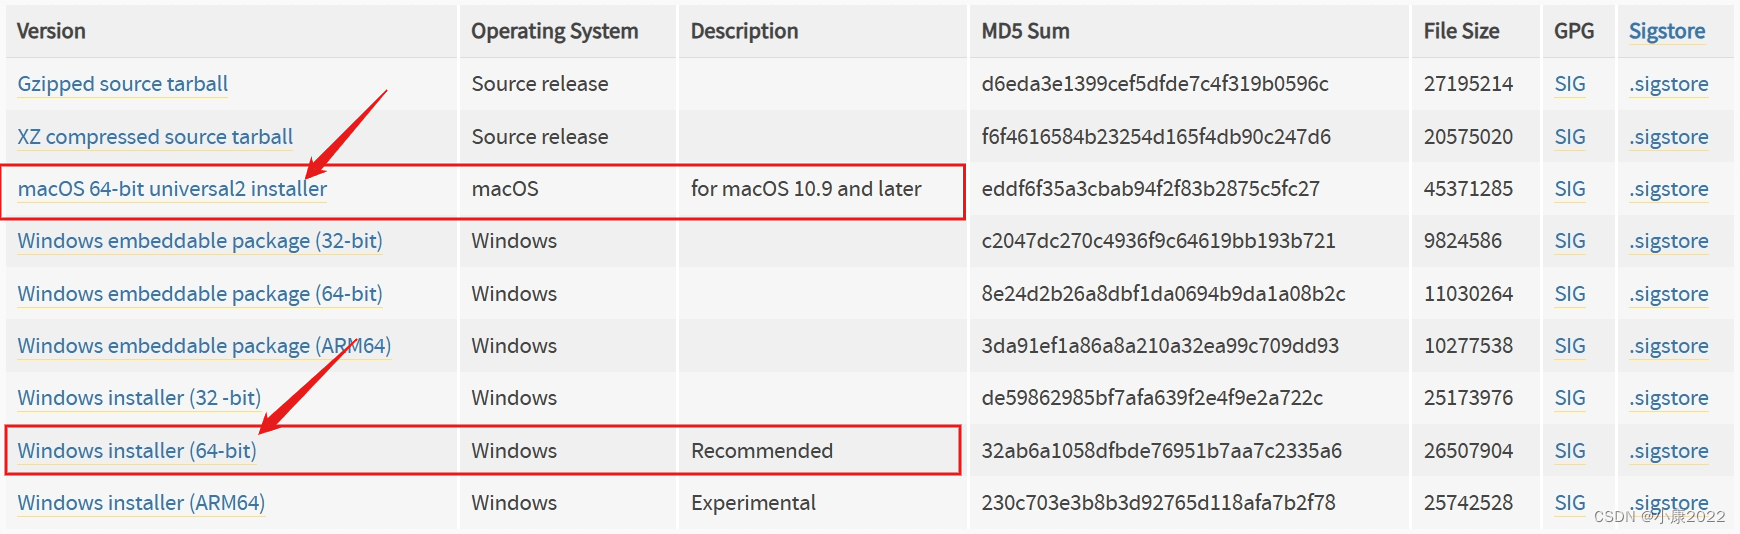 Version Operating System Description MD5 Sum File Size GPG Sigstore
Gzipped source tarball Source release d6eda3e1399cef5dfde7c4f319b0596c 27195214 SIG .sigstore
XZ compressed source tarball Source release f6f4616584b23254d165f4db90c247d6 20575020 SIG .sigstore
macOS 64-bit universal2 installer macOS for macOS 10.9 and later eddf6f35a3cbab94f2f83b2875c5fc27 45371285 SIG .sigstore
Windows embeddable package (32-bit) Windows c2047dc270c4936f9c64619bb193b721 9824586 SIG .sigstore
Windows embeddable package (64-bit) Windows 8e24d2b26a8dbf1da0694b9da1a08b2c 11030264 SIG .sigstore
Windows embeddable package (ARM64) Windows 3da91ef1a86a8a210a32ea99c709dd93 10277538 SIG .sigstore
Windows installer (32 -bit) Windows de59862985bf7afa639f2e4f9e2a722c 25173976 SIG .sigstore
Windows installer (64-bit) Windows Recommended 32ab6a1058dfbde76951b7aa7c2335a6 26507904 SIG .sigstore
Windows installer (ARM64) Windows Experimental 230c703e3b8b3d92765d118afa7b2f78 25742528 SIG .sigstore
CSDN @小康2022